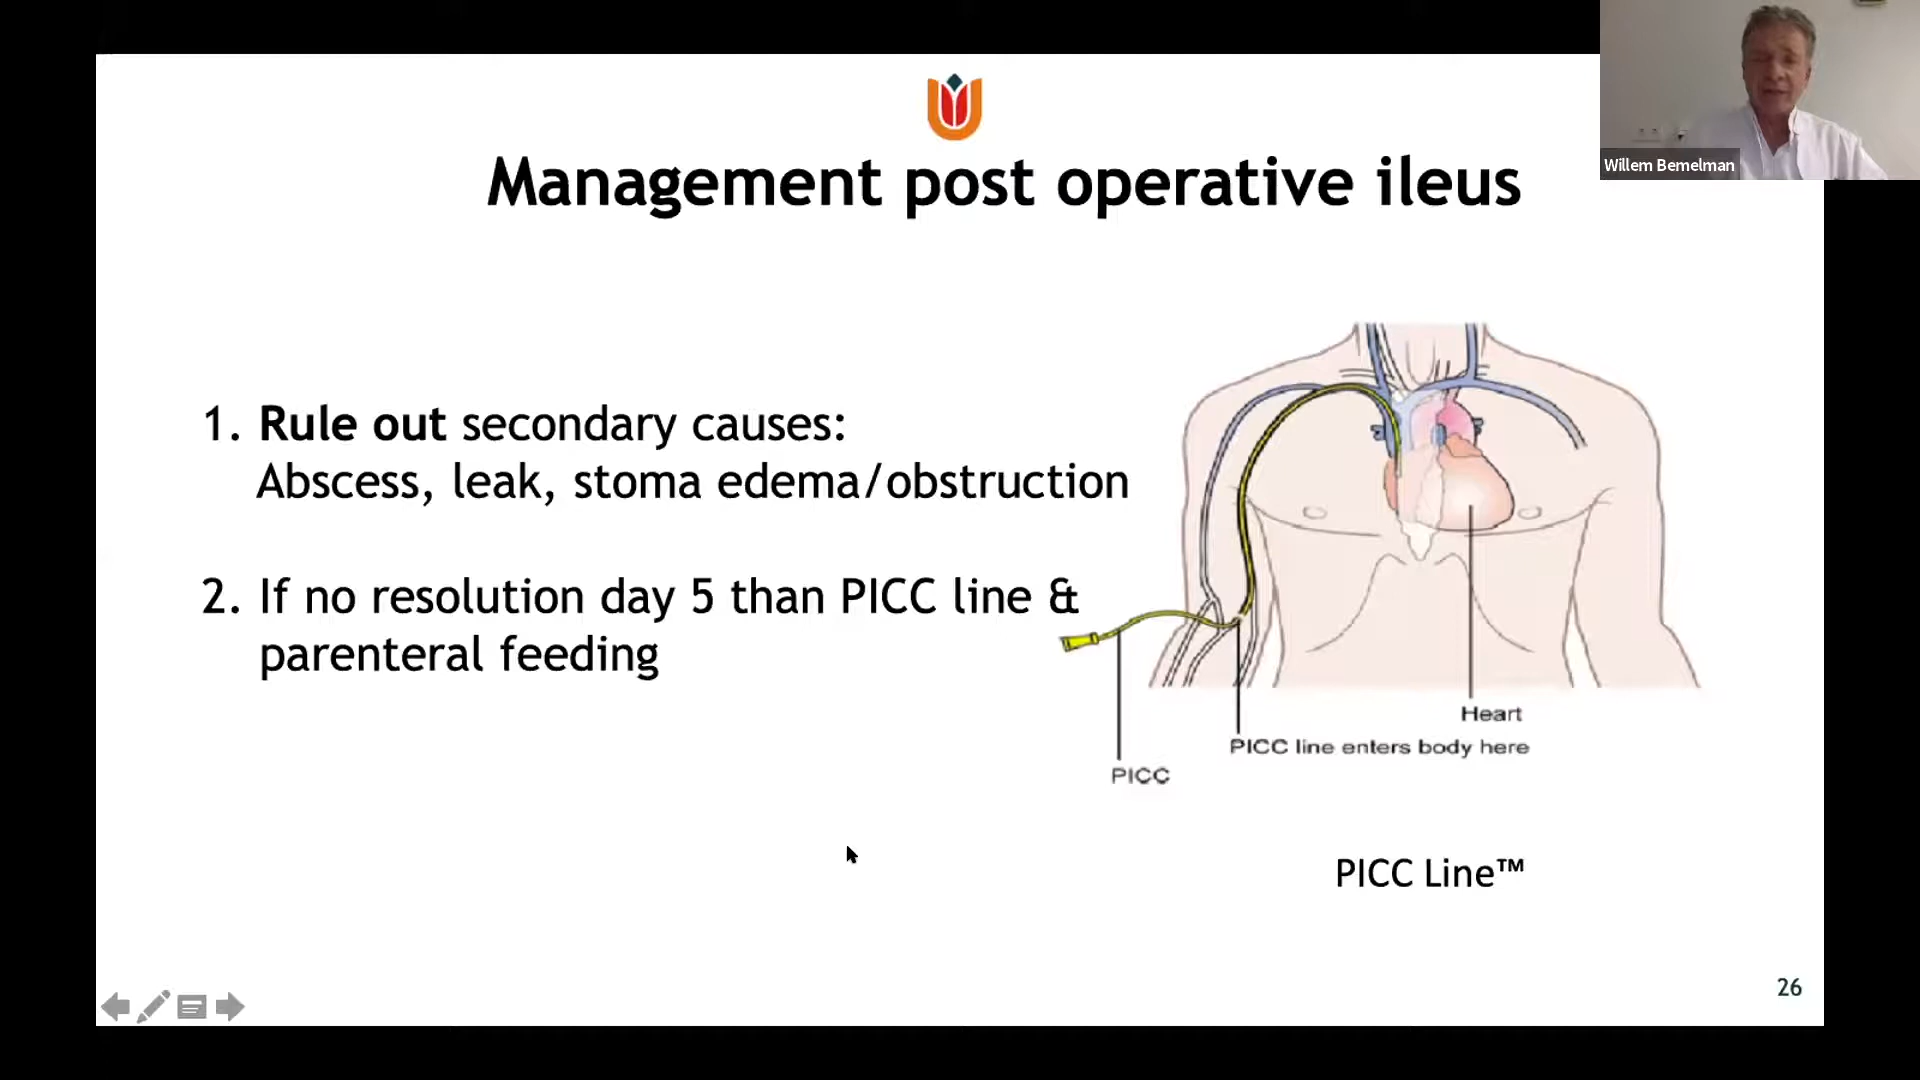 Willem Bemelman
Management post operative ileus
1. Rule out secondary causes:
Abscess, leak, stoma edema/obstruction
2. If no resolution day 5 than PICC line &
parenteral feeding
Heart
PICC line enters body here
PICC
PICC Line™
26